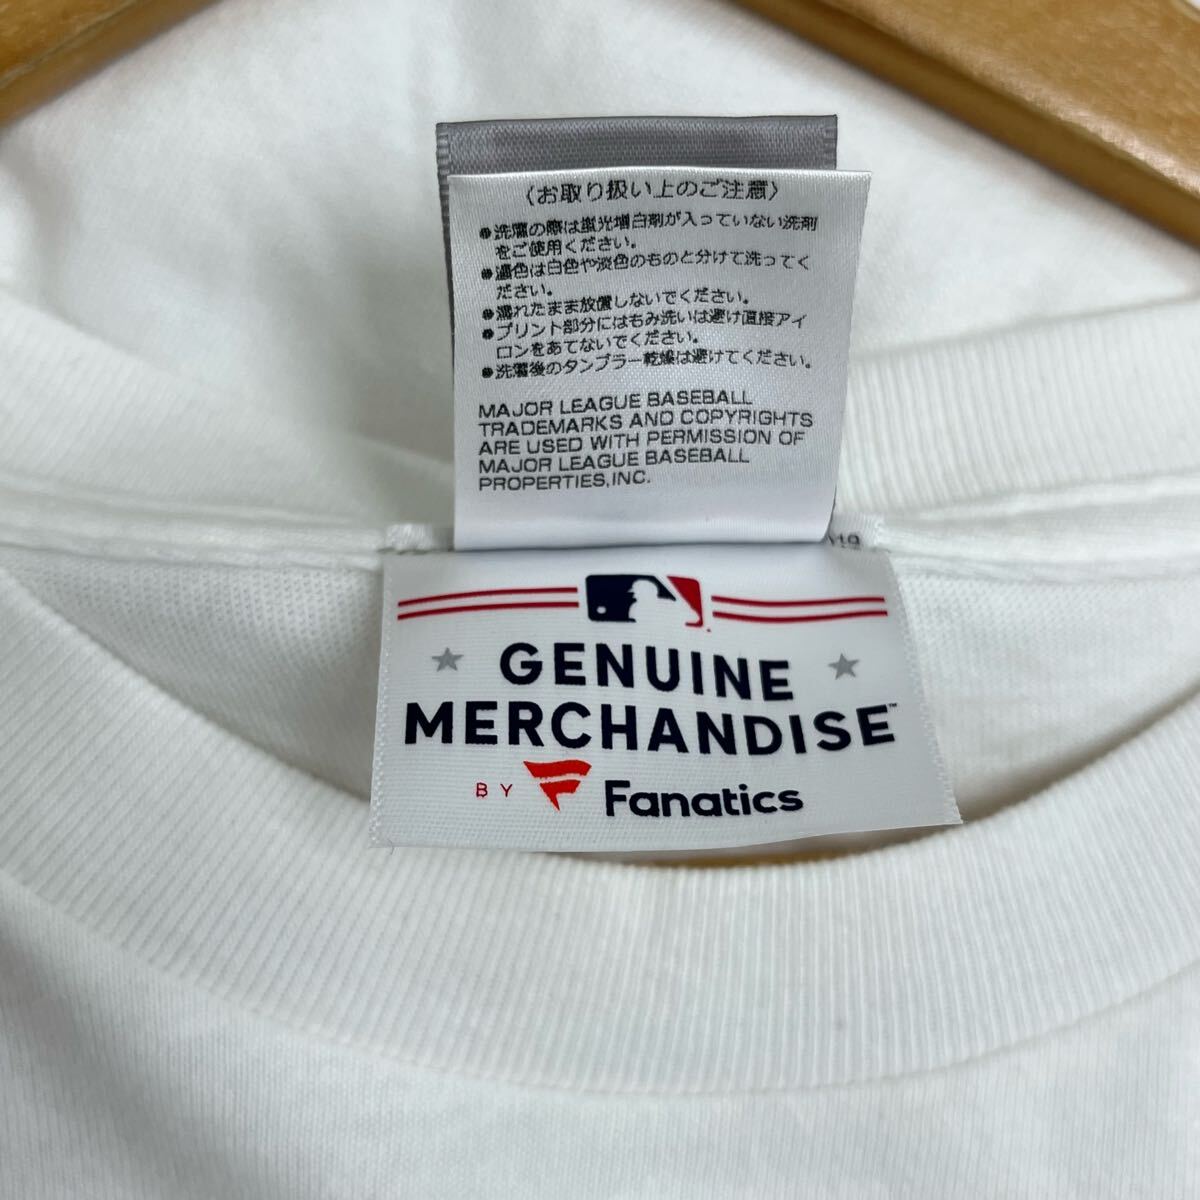 〈お取り扱い上のご注意〉
●洗濯の際は蛍光増白剤が入っていない洗剤
をご使用ください。
●濃色は白色や淡色のものと分けて洗ってく
ださい。
●濡れたまま放置しないでください。
●プリント部分にはもみ洗いは避け直接アイ
ロンをあてないでください。
●洗濯後のタンブラー乾燥は避けてください。
MAJOR LEAGUE BASEBALL
TRADEMARKS AND COPYRIGHTS
ARE USED WITH PERMISSION OF
MAJOR LEAGUE BASEBALL
PROPERTIES,INC.
GENUINE
MERCHANDISE™
BY Fanatics